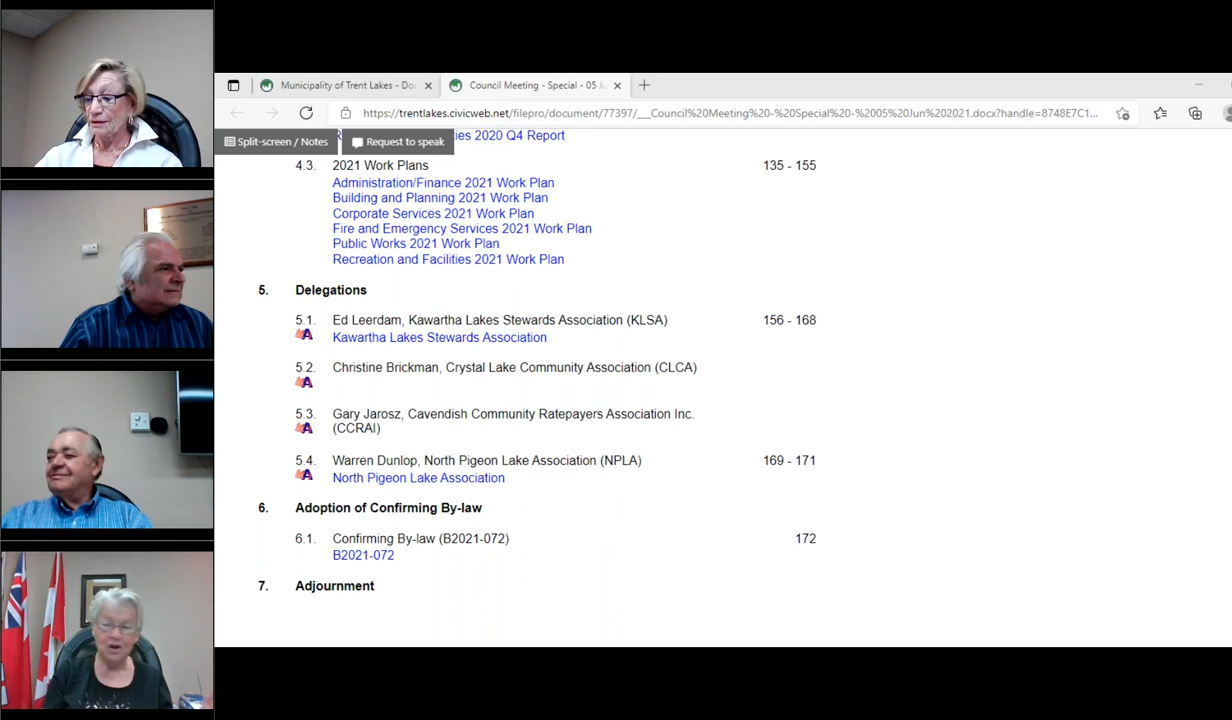 Municipality of Trent Lakes - Do
Council Meeting - Special - 05 J
https://trentlakes.civicweb.net/filepro/document/77397/___Council%20Meeting%20-%20Special%20-%2005%20Jun%202021.docx?handle=8748E7C1...
Split-screen / Notes
Request to speak
ties 2020 Q4 Report
4.3. 2021 Work Plans 135 - 155
Administration/Finance 2021 Work Plan
Building and Planning 2021 Work Plan
Corporate Services 2021 Work Plan
Fire and Emergency Services 2021 Work Plan
Public Works 2021 Work Plan
Recreation and Facilities 2021 Work Plan
5. Delegations
5.1. Ed Leerdam, Kawartha Lakes Stewards Association (KLSA) 156 - 168
Kawartha Lakes Stewards Association
5.2. Christine Brickman, Crystal Lake Community Association (CLCA)
5.3. Gary Jarosz, Cavendish Community Ratepayers Association Inc.
(CCRAI)
5.4. Warren Dunlop, North Pigeon Lake Association (NPLA) 169 - 171
North Pigeon Lake Association
6. Adoption of Confirming By-law
6.1. Confirming By-law (B2021-072) 172
B2021-072
7. Adjournment